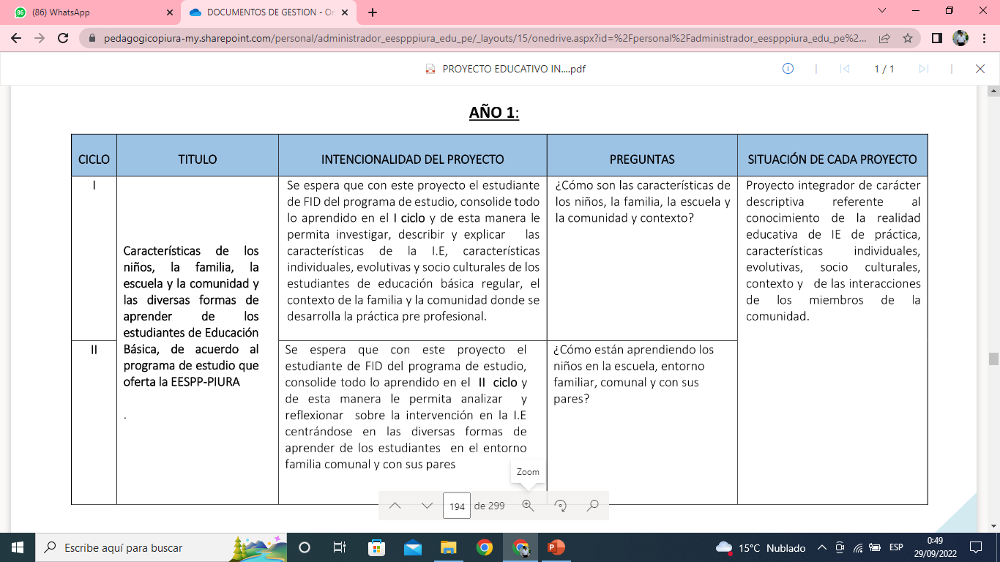 (86) WhatsApp
DOCUMENTOS DE GESTION - On
pedagogicopiura-my.sharepoint.com/personal/administrador_eespppiura_edu_pe/_layouts/15/onedrive.aspx?id=%2Fpersonal%2Fadministrador_eespppiura_edu_pe%2...
PROYECTO EDUCATIVO IN....pdf
1 / 1
AÑO 1:
CICLO
TITULO
INTENCIONALIDAD DEL PROYECTO
PREGUNTAS
SITUACIÓN DE CADA PROYECTO
I
Características de los
niños, la familia, la
escuela y la comunidad y
las diversas formas de
aprender de los
estudiantes de Educación
Básica, de acuerdo al
programa de estudio que
oferta la EESPP-PIURA
.
Se espera que con este proyecto el estudiante
de FID del programa de estudio, consolide todo
lo aprendido en el I ciclo y de esta manera le
permita investigar, describir y explicar las
características de la I.E, características
individuales, evolutivas y socio culturales de los
estudiantes de educación básica regular, el
contexto de la familia y la comunidad donde se
desarrolla la práctica pre profesional.
¿Cómo son las características de
los niños, la familia, la escuela y
la comunidad y contexto?
Proyecto integrador de carácter
descriptiva referente al
conocimiento de la realidad
educativa de IE de práctica,
características individuales,
evolutivas, socio culturales,
contexto y de las interacciones
de los miembros de la
comunidad.
II
Se espera que con este proyecto el
estudiante de FID del programa de estudio,
consolide todo lo aprendido en el II ciclo y
de esta manera le permita analizar y
reflexionar sobre la intervención en la I.E
centrándose en las diversas formas de
aprender de los estudiantes en el entorno
familia comunal y con sus pares
¿Cómo están aprendiendo los
niños en la escuela, entorno
familiar, comunal y con sus
pares?
Zoom
194 de 299
Escribe aquí para buscar
15°C Nublado
ESP
0:49
29/09/2022